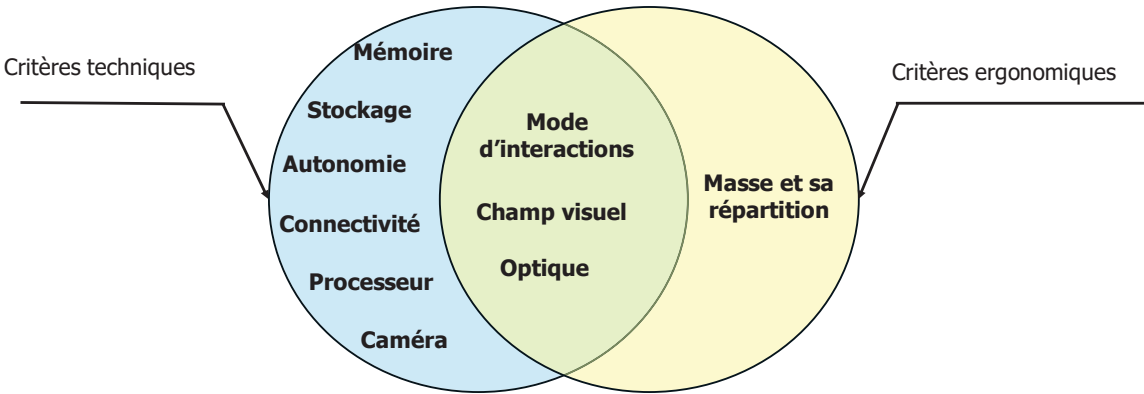 Critères techniques
Mémoire
Stockage
Autonomie
Connectivité
Processeur
Caméra
Mode
d’interactions
Champ visuel
Optique
Critères ergonomiques
Masse et sa
répartition